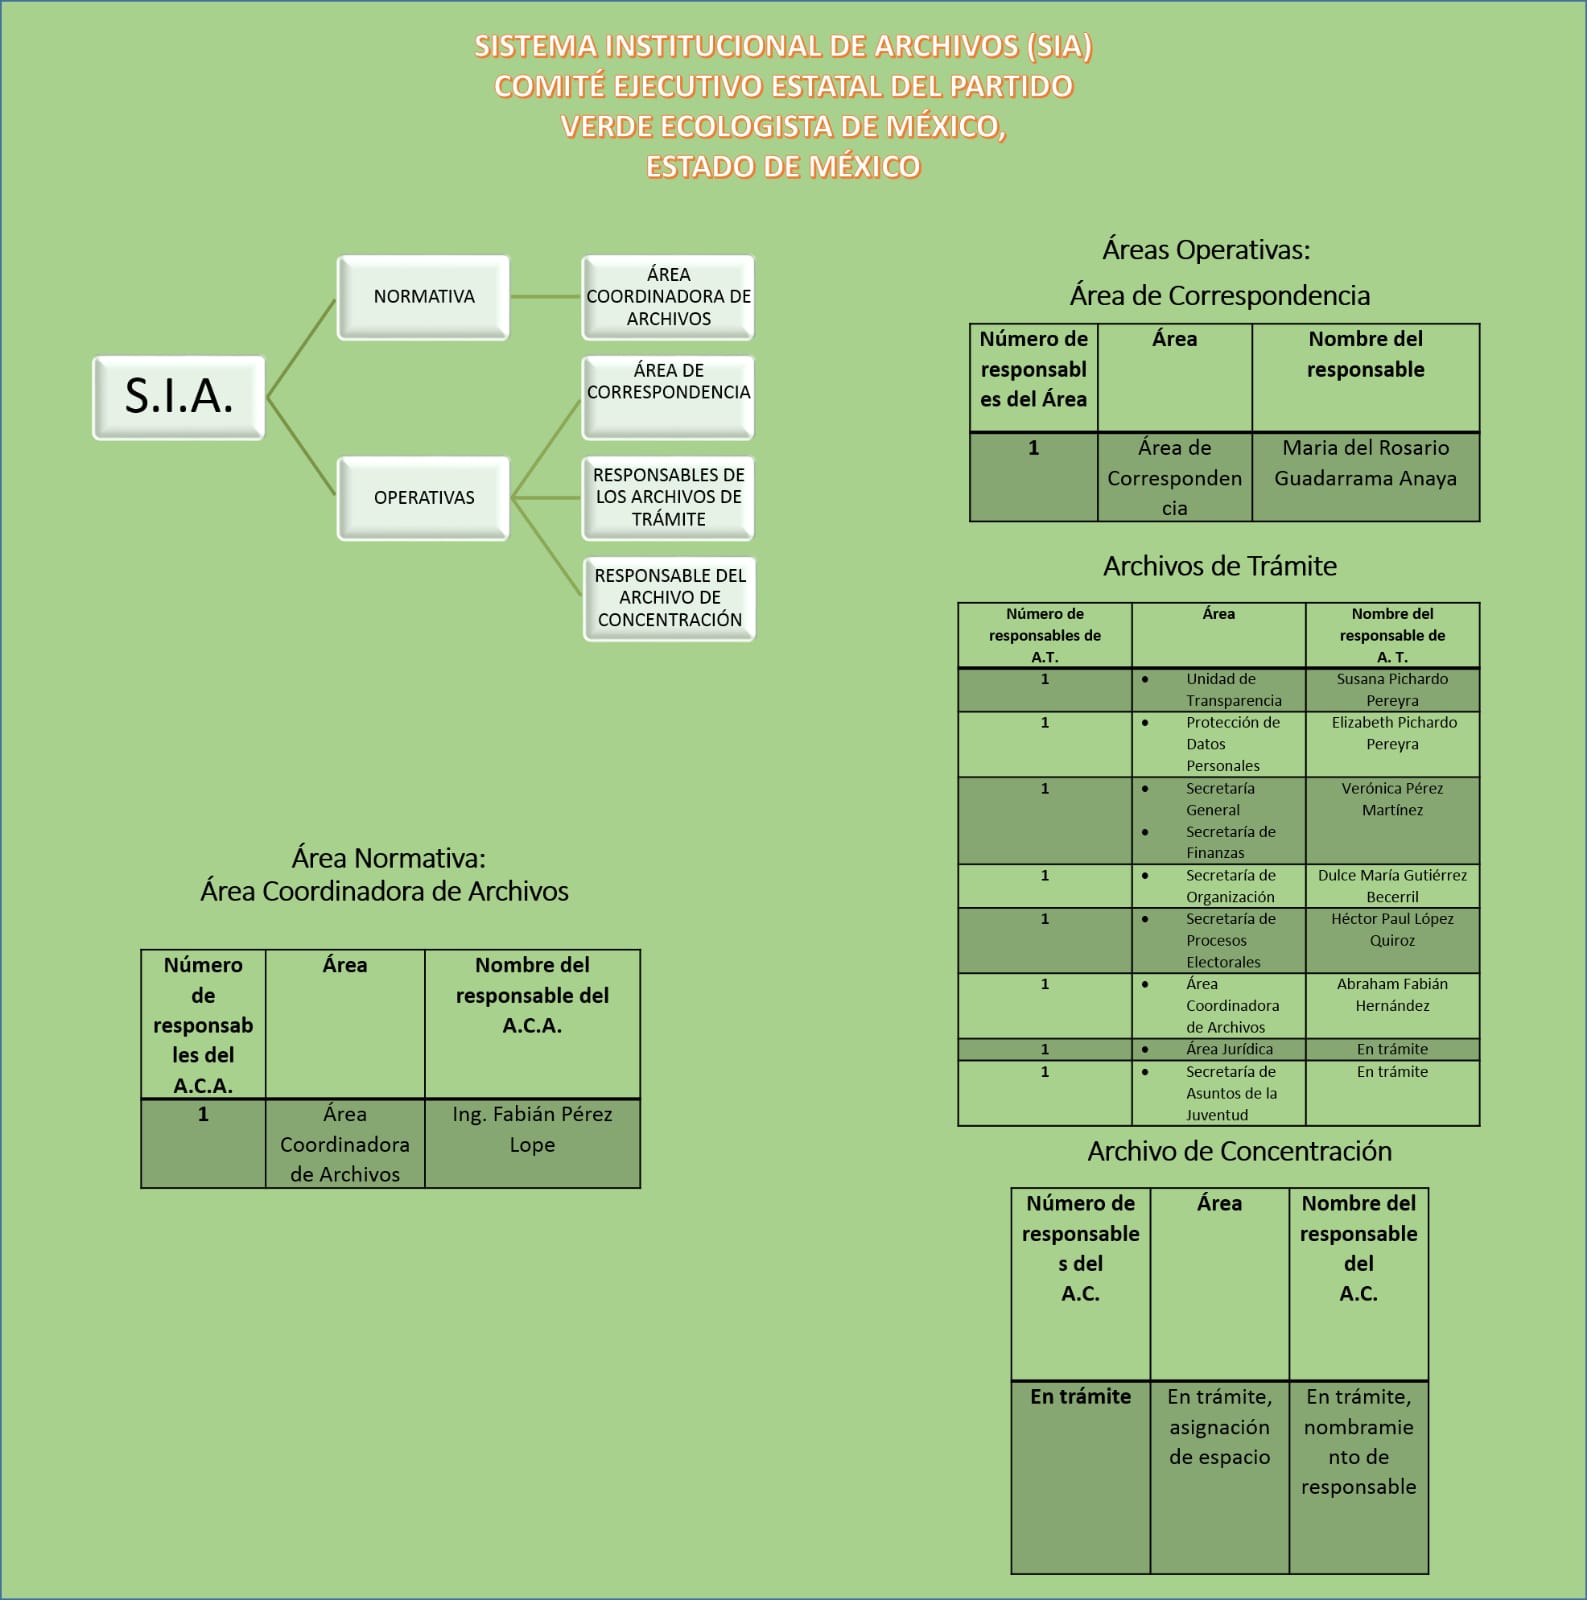 SISTEMA INSTITUCIONAL DE ARCHIVOS (SIA)
COMITÉ EJECUTIVO ESTATAL DEL PARTIDO
VERDE ECOLOGISTA DE MÉXICO,
ESTADO DE MÉXICO
S.I.A.
NORMATIVA
OPERATIVAS
ÁREA
COORDINADORA DE
ARCHIVOS
ÁREA DE
CORRESPONDENCIA
RESPONSABLES DE
LOS ARCHIVOS DE
TRÁMITE
RESPONSABLE DEL
ARCHIVO DE
CONCENTRACIÓN
Área Normativa:
Área Coordinadora de Archivos
Número
de
responsab
les del
A.C.A.
Área
Nombre del
responsable del
A.C.A.
1
Área
Coordinadora
de Archivos
Ing. Fabián Pérez
Lope
Áreas Operativas:
Área de Correspondencia
Número de
responsabl
es del Área
Área
Nombre del
responsable
1
Área de
Corresponden
cia
Maria del Rosario
Guadarrama Anaya
Archivos de Trámite
Número de
responsables de
A.T.
Área
Nombre del
responsable de
A. T.
1
• Unidad de
Transparencia
Susana Pichardo
Pereyra
1
• Protección de
Datos
Personales
Elizabeth Pichardo
Pereyra
1
• Secretaría
General
• Secretaría de
Finanzas
Verónica Pérez
Martínez
1
• Secretaría de
Organización
Dulce María Gutiérrez
Becerril
1
• Secretaría de
Procesos
Electorales
Héctor Paul López
Quiroz
1
• Área
Coordinadora
de Archivos
Abraham Fabián
Hernández
1
• Área Jurídica
En trámite
1
• Secretaría de
Asuntos de la
Juventud
En trámite
Archivo de Concentración
Número de
responsable
s del
A.C.
Área
Nombre del
responsable
del
A.C.
En trámite
En trámite,
asignación
de espacio
En trámite,
nombramie
nto de
responsable